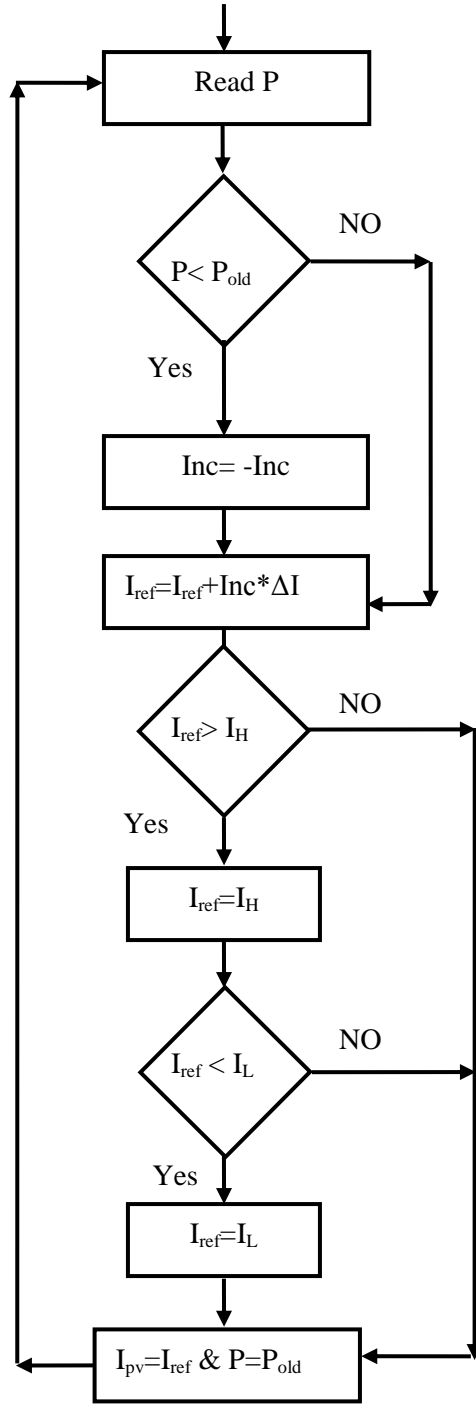 Read P
NO
P< Pold
Yes
Inc= -Inc
Iref=Iref+Inc*ΔI
NO
Iref> IH
Yes
Iref=IH
NO
Iref < IL
Yes
Iref=IL
Ipv=Iref & P=Pold